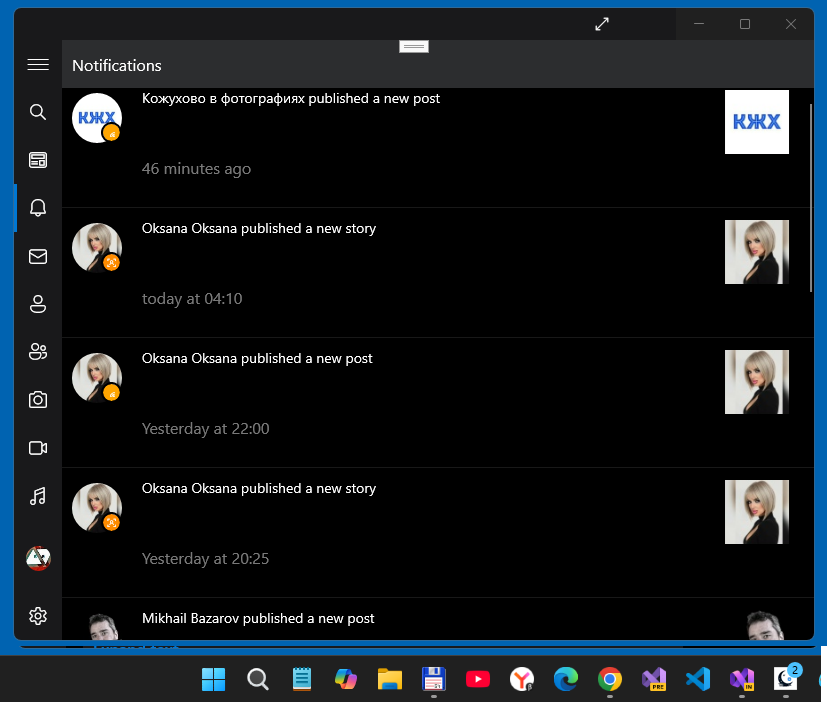 Notifications
Кожухово в фотографиях published a new post
КЖХ
КЖХ
46 minutes ago
Oksana Oksana published a new story
today at 04:10
Oksana Oksana published a new post
Yesterday at 22:00
Oksana Oksana published a new story
Yesterday at 20:25
Mikhail Bazarov published a new post
PRE
IN
2